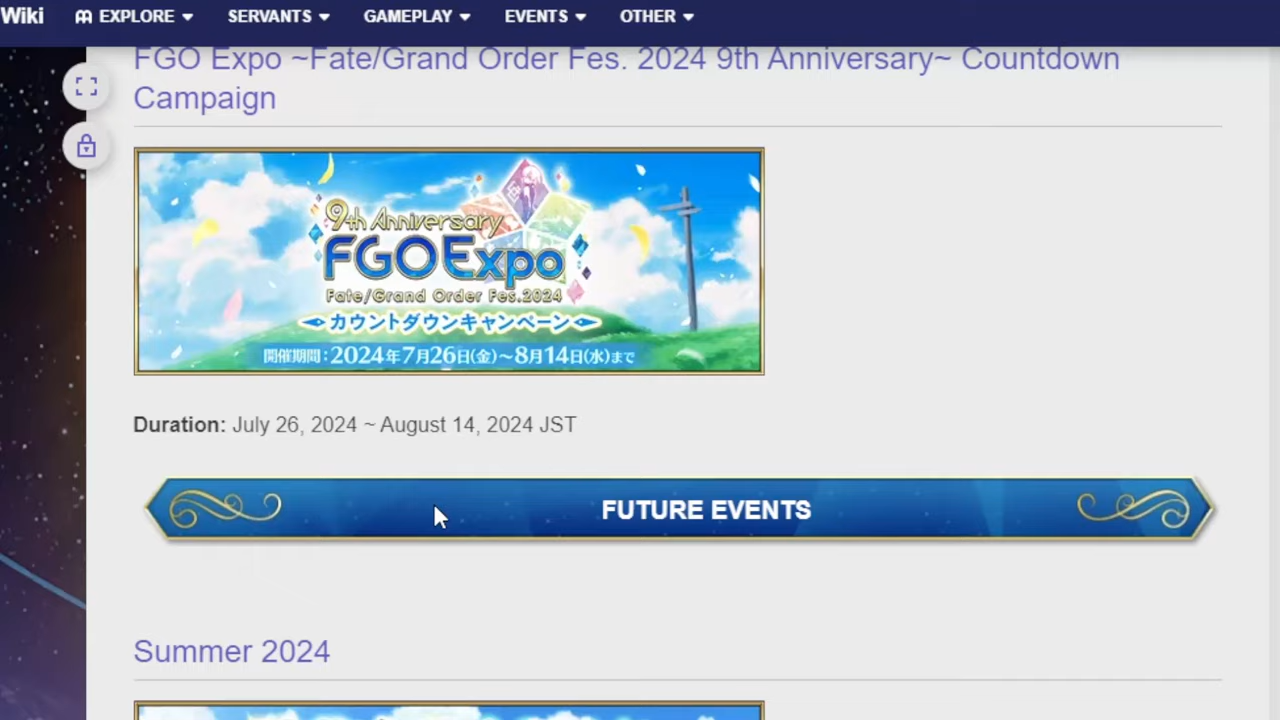 Wiki EXPLORE SERVANTS GAMEPLAY EVENTS OTHER
FGO Expo ~Fate/Grand Order Fes. 2024 9th Anniversary~ Countdown
Campaign
9th Anniversary
FGO Expo
Fate/Grand Order Fes.2024
カウントダウンキャンペーン
開催期間：2024年7月26日(金)～8月14日(水)まで
Duration: July 26, 2024 ~ August 14, 2024 JST
FUTURE EVENTS
Summer 2024